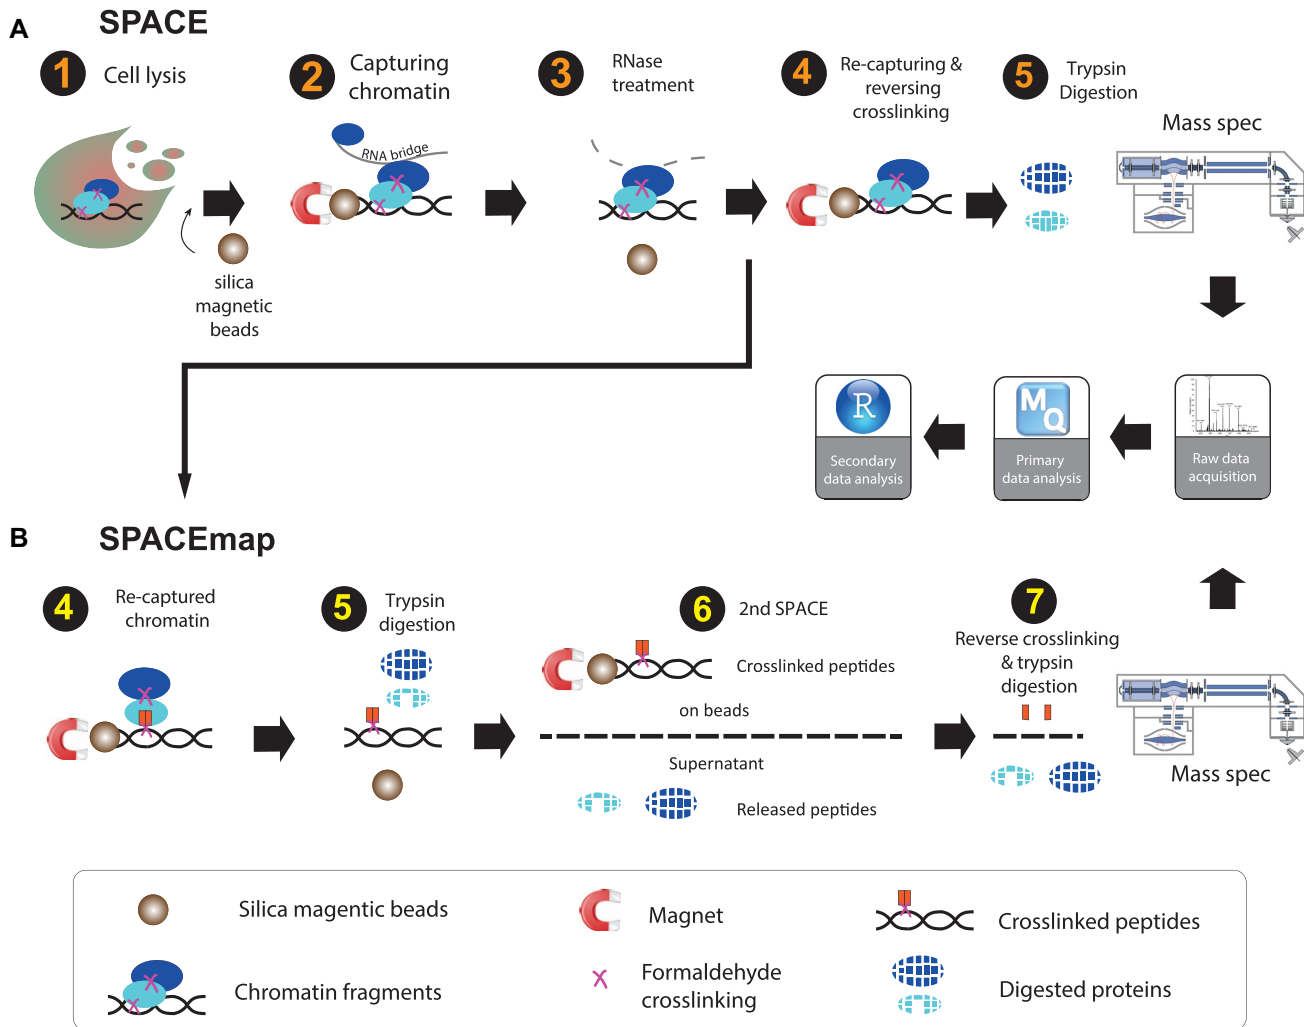 A
SPACE
1
Cell lysis
2
Capturing
chromatin
3
RNase
treatment
4
Re-capturing &
reversing
crosslinking
5
Trypsin
Digestion
Mass spec
RNA bridge
silica
magnetic
beads
R
Secondary
data analysis
MQ
Primary
data analysis
Raw data
acquisition
B
SPACEmap
4
Re-captured
chromatin
5
Trypsin
digestion
6
2nd SPACE
Crosslinked peptides
on beads
Supernatant
Released peptides
7
Reverse crosslinking
& trypsin
digestion
Mass spec
Silica magentic beads
Magnet
Crosslinked peptides
Chromatin fragments
Formaldehyde
crosslinking
Digested proteins